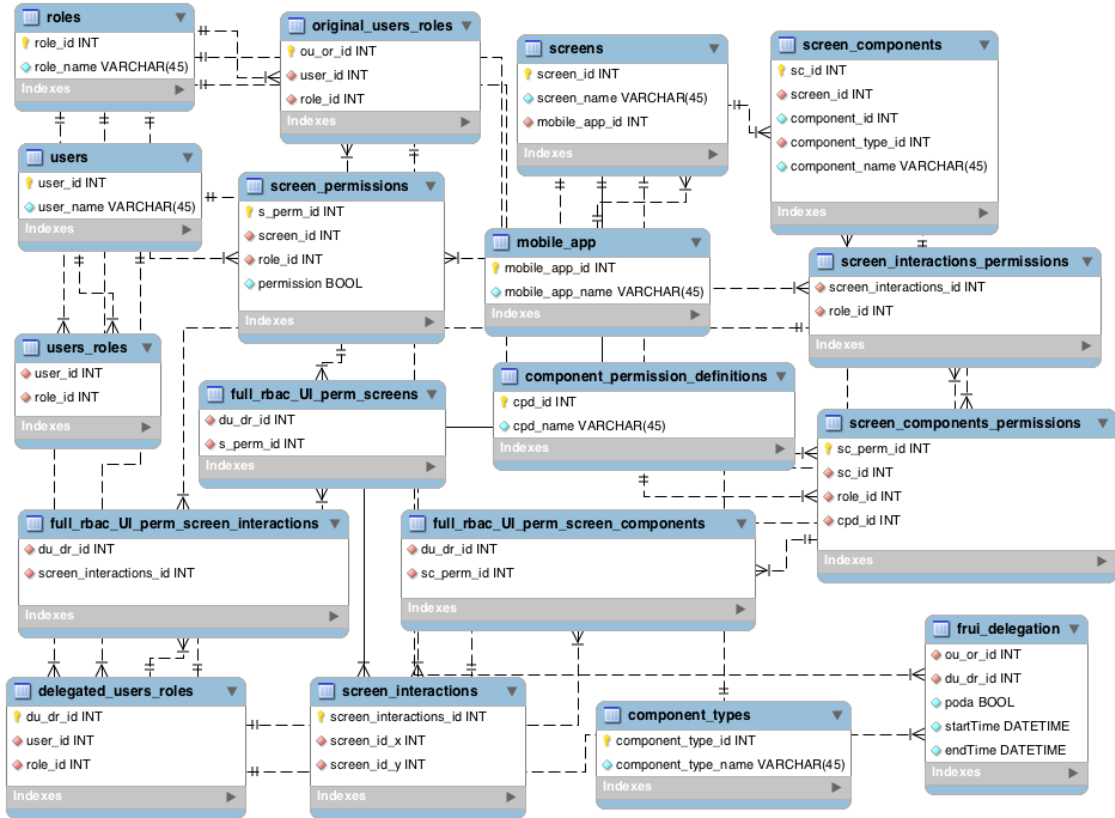 roles
role_id INT
role_name VARCHAR(45)
Indexes
original_users_roles
ou_or_id INT
user_id INT
role_id INT
Indexes
screens
screen_id INT
screen_name VARCHAR(45)
mobile_app_id INT
Indexes
screen_components
sc_id INT
screen_id INT
component_id INT
component_type_id INT
component_name VARCHAR(45)
Indexes
users
user_id INT
user_name VARCHAR(45)
Indexes
screen_permissions
s_perm_id INT
screen_id INT
role_id INT
permission BOOL
Indexes
mobile_app
mobile_app_id INT
mobile_app_name VARCHAR(45)
Indexes
screen_interactions_permissions
screen_interactions_id INT
role_id INT
Indexes
users_roles
user_id INT
role_id INT
Indexes
full_rbac_UI_perm_screens
du_dr_id INT
s_perm_id INT
Indexes
component_permission_definitions
cpd_id INT
cpd_name VARCHAR(45)
Indexes
screen_components_permissions
sc_perm_id INT
sc_id INT
role_id INT
cpd_id INT
Indexes
full_rbac_UI_perm_screen_interactions
du_dr_id INT
screen_interactions_id INT
Indexes
full_rbac_UI_perm_screen_components
du_dr_id INT
sc_perm_id INT
Indexes
frui_delegation
ou_or_id INT
du_dr_id INT
poda BOOL
startTime DATETIME
endTime DATETIME
Indexes
delegated_users_roles
du_dr_id INT
user_id INT
role_id INT
Indexes
screen_interactions
screen_interactions_id INT
screen_id_x INT
screen_id_y INT
Indexes
component_types
component_type_id INT
component_type_name VARCHAR(45)
Indexes